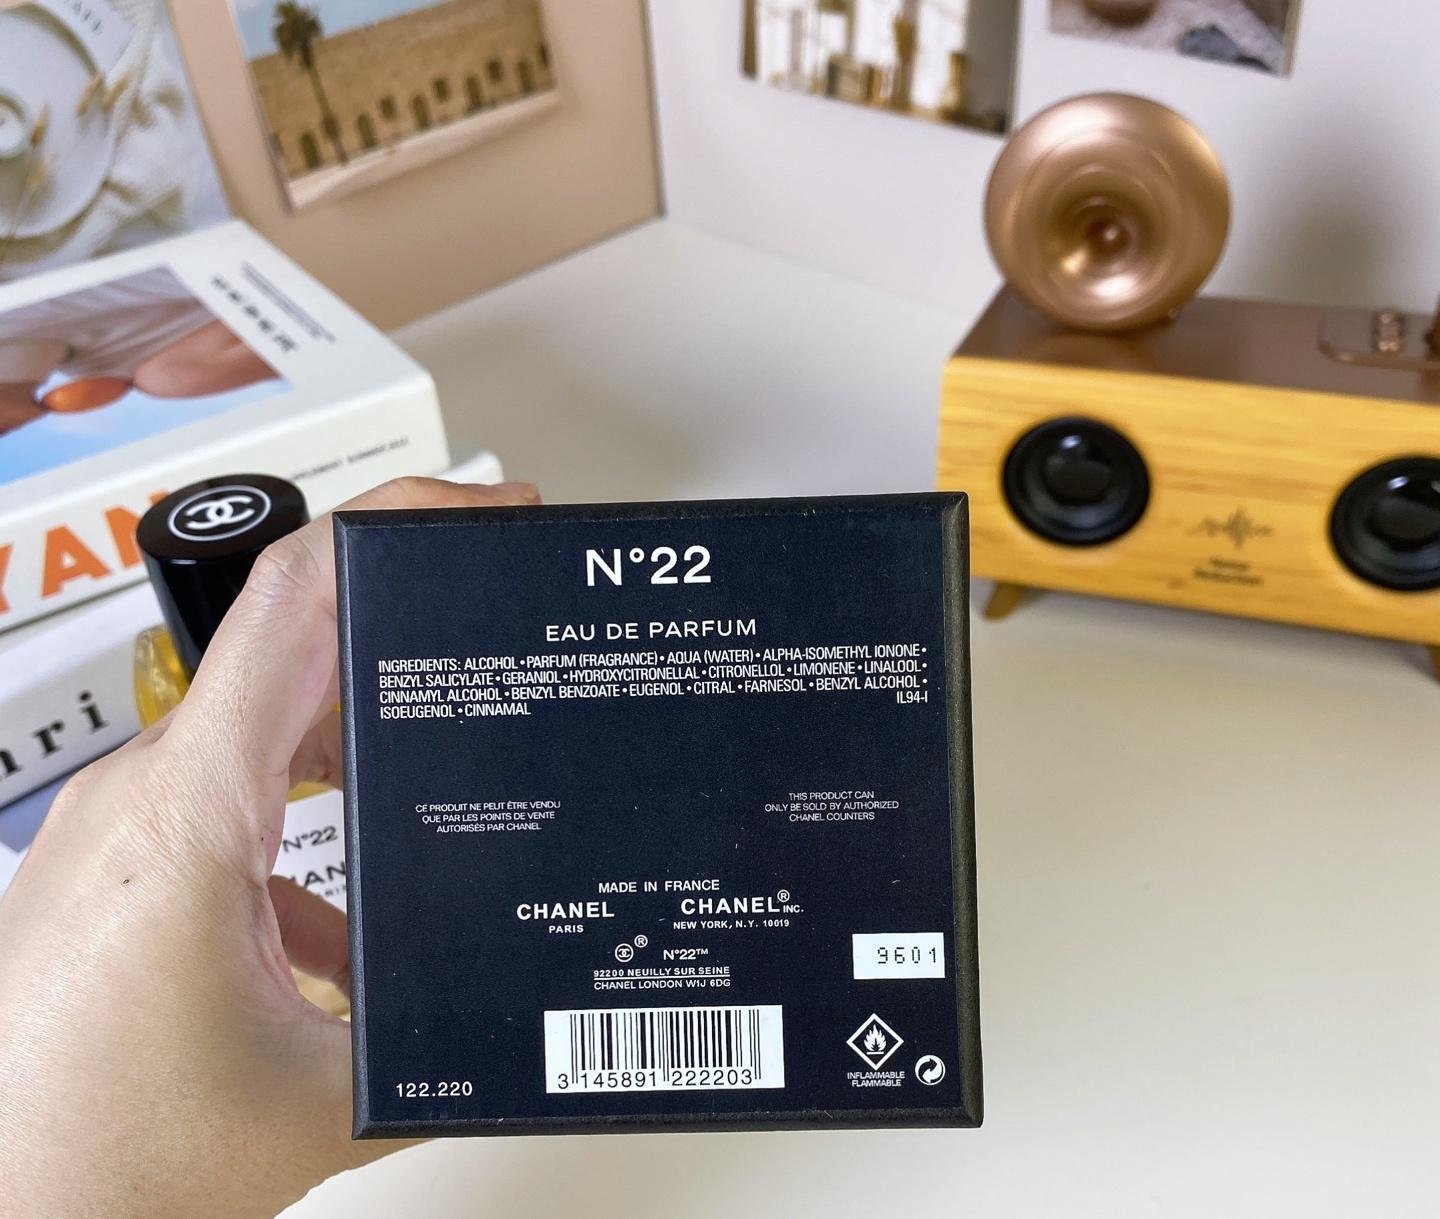 YAN
nri
N°22
N°22
EAU DE PARFUM
INGREDIENTS: ALCOHOL • PARFUM (FRAGRANCE) • AQUA (WATER) • ALPHA-ISOMETHYL IONONE •
BENZYL SALICYLATE • GERANIOL • HYDROXYCITRONELLAL • CITRONELLOL • LIMONENE • LINALOOL •
CINNAMYL ALCOHOL • BENZYL BENZOATE • EUGENOL • CITRAL • FARNESOL • BENZYL ALCOHOL •
ISOEUGENOL • CINNAMAL
IL94-I
CE PRODUIT NE PEUT ÊTRE VENDU
QUE PAR LES POINTS DE VENTE
AUTORISÉS PAR CHANEL
THIS PRODUCT CAN
ONLY BE SOLD BY AUTHORIZED
CHANEL COUNTERS
MADE IN FRANCE
CHANEL
PARIS
CHANEL® INC.
NEW YORK, N.Y. 10019
® N°22™
92200 NEUILLY SUR SEINE
CHANEL LONDON W1J 6DG
9601
3 145891 222203
122.220
INFLAMMABLE
FLAMMABLE